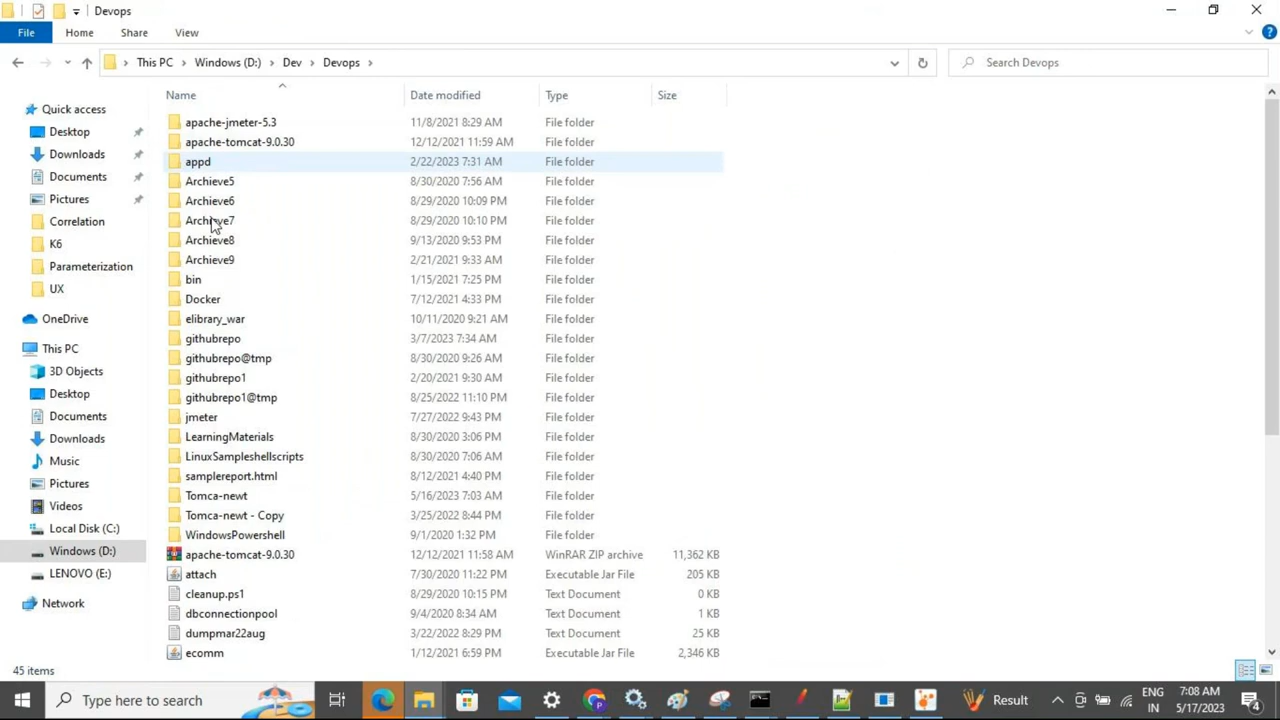 Devops
File Home Share View
This PC Windows (D:) Dev Devops Search Devops
Name Date modified Type Size
Quick access
Desktop
Downloads
Documents
Pictures
Correlation
K6
Parameterization
UX
OneDrive
This PC
3D Objects
Desktop
Documents
Downloads
Music
Pictures
Videos
Local Disk (C:)
Windows (D:)
LENOVO (E:)
Network
apache-jmeter-5.3 11/8/2021 8:29 AM File folder
apache-tomcat-9.0.30 12/12/2021 11:59 AM File folder
appd 2/22/2023 7:31 AM File folder
Archieve5 8/30/2020 7:56 AM File folder
Archieve6 8/29/2020 10:09 PM File folder
Archieve7 8/29/2020 10:10 PM File folder
Archieve8 9/13/2020 9:53 PM File folder
Archieve9 2/21/2021 9:33 AM File folder
bin 1/15/2021 7:25 PM File folder
Docker 7/12/2021 4:33 PM File folder
elibrary_war 10/11/2020 9:21 AM File folder
githubrepo 3/7/2023 7:34 AM File folder
githubrepo@tmp 8/30/2020 9:26 AM File folder
githubrepo1 2/20/2021 9:30 AM File folder
githubrepo1@tmp 8/25/2022 11:10 PM File folder
jmeter 7/27/2022 9:43 PM File folder
LearningMaterials 8/30/2020 3:06 PM File folder
LinuxSampleshellscripts 8/30/2020 7:06 AM File folder
samplereport.html 8/12/2021 4:40 PM File folder
Tomca-newt 5/16/2023 7:03 AM File folder
Tomca-newt - Copy 3/25/2022 8:44 PM File folder
WindowsPowershell 9/1/2020 1:32 PM File folder
apache-tomcat-9.0.30 12/12/2021 11:58 AM WinRAR ZIP archive 11,362 KB
attach 7/30/2020 11:22 PM Executable Jar File 205 KB
cleanup.ps1 8/29/2020 10:15 PM Text Document 0 KB
dbconnectionpool 9/4/2020 8:34 AM Text Document 1 KB
dumpmar22aug 3/22/2022 8:29 PM Text Document 25 KB
ecomm 1/12/2021 6:59 PM Executable Jar File 2,346 KB
45 items
Type here to search
Result
ENG
IN
7:08 AM
5/17/2023
4